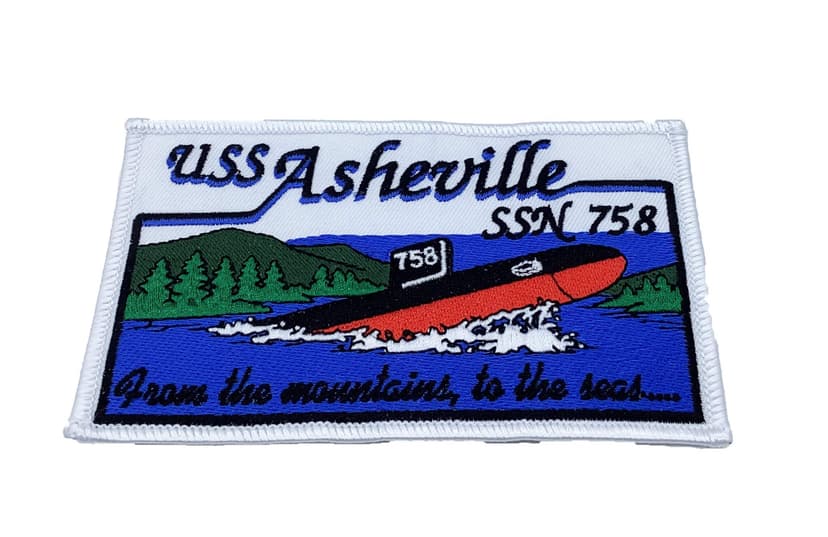 USS Asheville
SSN 758
758
From the mountains, to the seas.....